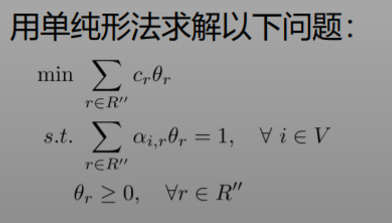 用单纯形法求解以下问题：
min ∑_{r∈R''} c_r θ_r
s.t. ∑_{r∈R''} α_{i,r} θ_r = 1, ∀ i ∈ V
θ_r ≥ 0, ∀r ∈ R''